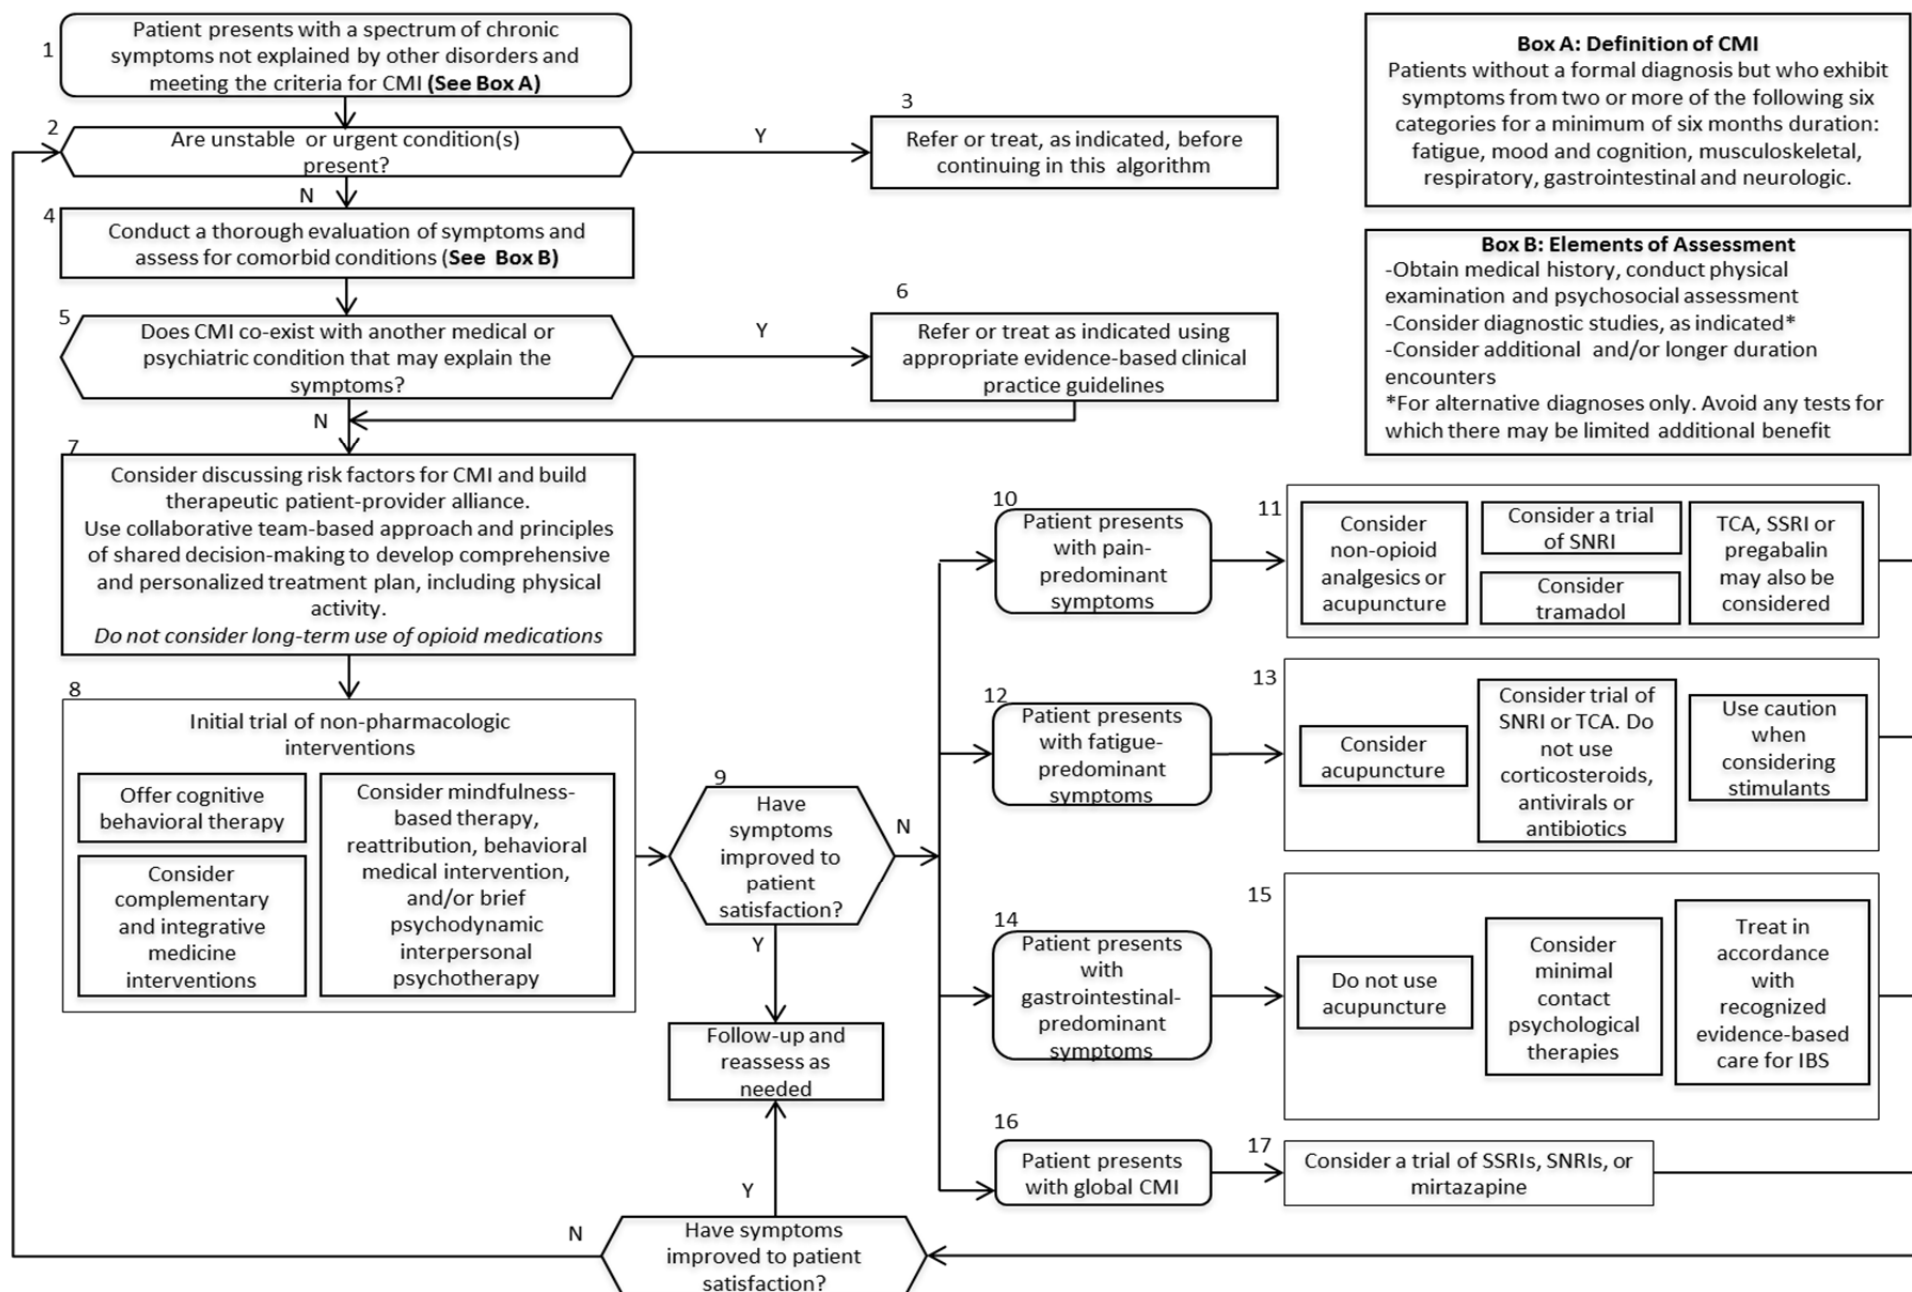 1
Patient presents with a spectrum of chronic
symptoms not explained by other disorders and
meeting the criteria for CMI (See Box A)
2
Are unstable or urgent condition(s)
present?
Y
3
Refer or treat, as indicated, before
continuing in this algorithm
N
4
Conduct a thorough evaluation of symptoms and
assess for comorbid conditions (See Box B)
5
Does CMI co-exist with another medical or
psychiatric condition that may explain the
symptoms?
Y
6
Refer or treat as indicated using
appropriate evidence-based clinical
practice guidelines
N
7
Consider discussing risk factors for CMI and build
therapeutic patient-provider alliance.
Use collaborative team-based approach and principles
of shared decision-making to develop comprehensive
and personalized treatment plan, including physical
activity.
Do not consider long-term use of opioid medications
8
Initial trial of non-pharmacologic
interventions
Offer cognitive
behavioral therapy
Consider
complementary
and integrative
medicine
interventions
Consider mindfulness-
based therapy,
reattribution, behavioral
medical intervention,
and/or brief
psychodynamic
interpersonal
psychotherapy
9
Have
symptoms
improved to
patient
satisfaction?
N
Y
Follow-up and
reassess as
needed
Y
N
Have symptoms
improved to patient
satisfaction?
Box A: Definition of CMI
Patients without a formal diagnosis but who exhibit
symptoms from two or more of the following six
categories for a minimum of six months duration:
fatigue, mood and cognition, musculoskeletal,
respiratory, gastrointestinal and neurologic.
Box B: Elements of Assessment
-Obtain medical history, conduct physical
examination and psychosocial assessment
-Consider diagnostic studies, as indicated*
-Consider additional and/or longer duration
encounters
*For alternative diagnoses only. Avoid any tests for
which there may be limited additional benefit
10
Patient presents
with pain-
predominant
symptoms
11
Consider
non-opioid
analgesics or
acupuncture
Consider a trial
of SNRI
Consider
tramadol
TCA, SSRI or
pregabalin
may also be
considered
12
Patient presents
with fatigue-
predominant
symptoms
13
Consider
acupuncture
Consider trial of
SNRI or TCA. Do
not use
corticosteroids,
antivirals or
antibiotics
Use caution
when
considering
stimulants
14
Patient presents
with
gastrointestinal-
predominant
symptoms
15
Do not use
acupuncture
Consider
minimal
contact
psychological
therapies
Treat in
accordance
with
recognized
evidence-based
care for IBS
16
Patient presents
with global CMI
17
Consider a trial of SSRIs, SNRIs, or
mirtazapine